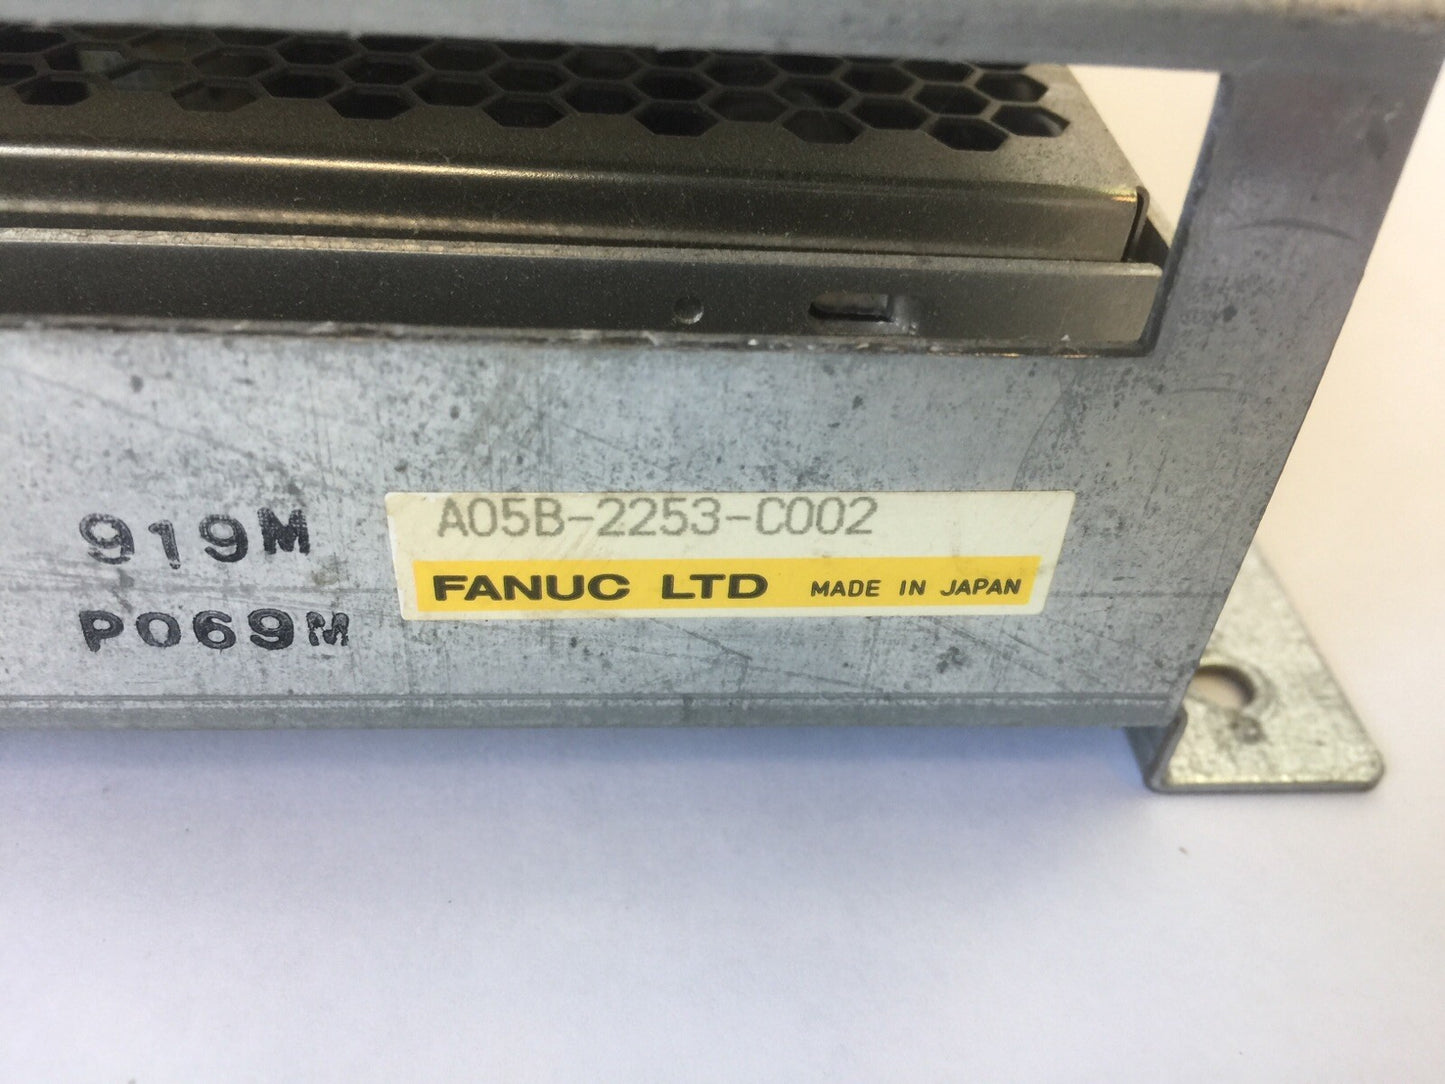 919M
P069M
A05B-2253-C002
FANUC LTD MADE IN JAPAN